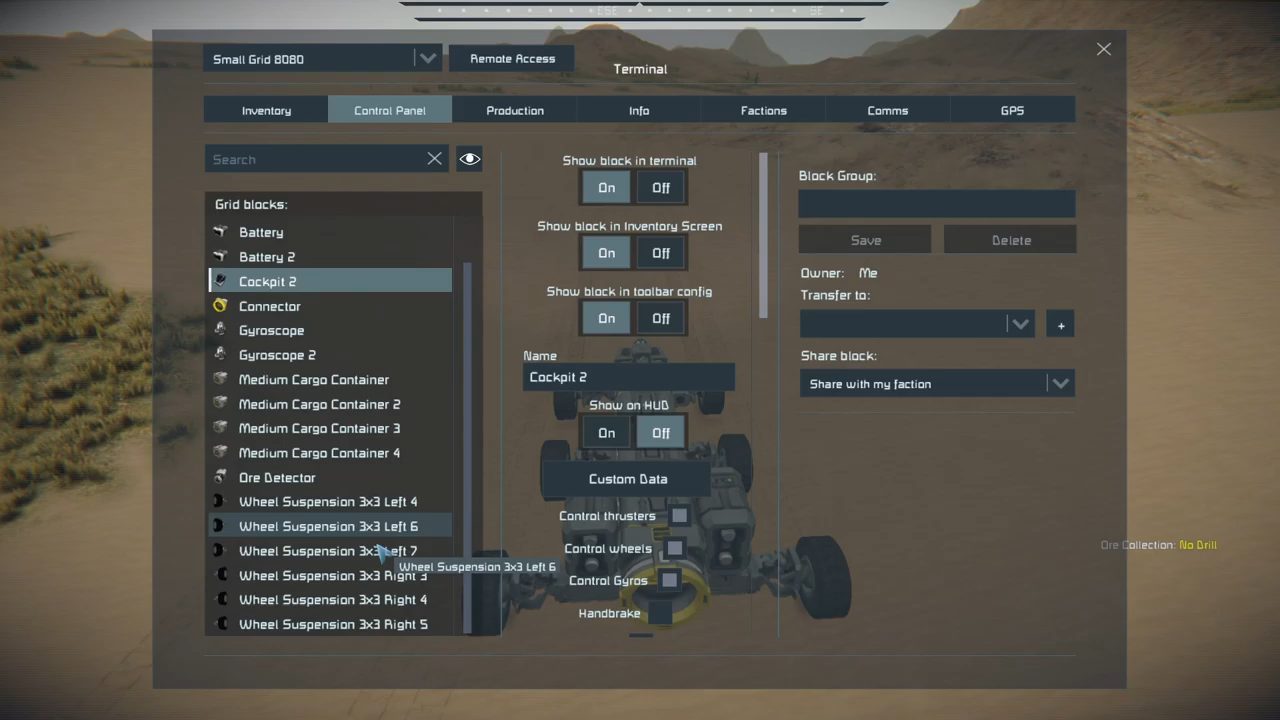 ESE
SE
Small Grid 8080
Remote Access
Terminal
Inventory
Control Panel
Production
Info
Factions
Comms
GPS
Search
Grid blocks:
Battery
Battery 2
Cockpit 2
Connector
Gyroscope
Gyroscope 2
Medium Cargo Container
Medium Cargo Container 2
Medium Cargo Container 3
Medium Cargo Container 4
Ore Detector
Wheel Suspension 3x3 Left 4
Wheel Suspension 3x3 Left 6
Wheel Suspension 3x3 Left 7
Wheel Suspension 3x3 Left 6
Wheel Suspension 3x3 Right 3
Wheel Suspension 3x3 Right 4
Wheel Suspension 3x3 Right 5
Show block in terminal
On Off
Show block in Inventory Screen
On Off
Show block in toolbar config
On Off
Name
Cockpit 2
Show on HUD
On Off
Custom Data
Control thrusters
Control wheels
Control Gyros
Handbrake
Block Group:
Save Delete
Owner: Me
Transfer to:
+
Share block:
Share with my faction
Ore Collection: No Drill